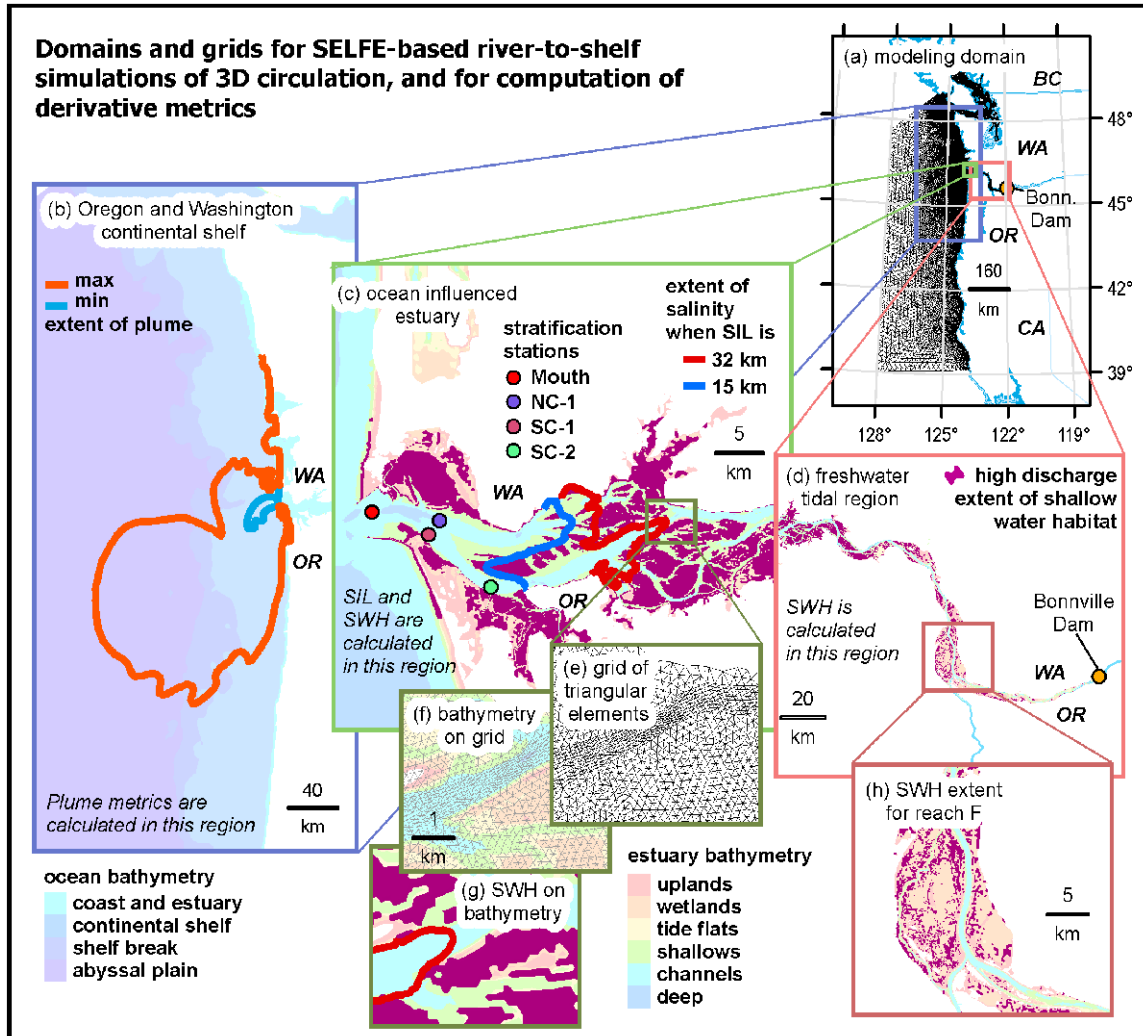 Domains and grids for SELFE-based river-to-shelf
simulations of 3D circulation, and for computation of
derivative metrics
(a) modeling domain
BC
WA
OR
CA
Bonn.
Dam
160
km
48°
45°
42°
39°
128°
125°
122°
119°
(b) Oregon and Washington
continental shelf
max
min
extent of plume
WA
OR
Plume metrics are
calculated in this region
40
km
(c) ocean influenced
estuary
stratification
stations
Mouth
NC-1
SC-1
SC-2
extent of
salinity
when SIL is
32 km
15 km
5
km
WA
OR
SIL and
SWH are
calculated
in this region
(d) freshwater
tidal region
high discharge
extent of shallow
water habitat
SWH is
calculated
in this region
Bonnville
Dam
WA
OR
20
km
(e) grid of
triangular
elements
(f) bathymetry
on grid
1
km
(g) SWH on
bathymetry
(h) SWH extent
for reach F
5
km
ocean bathymetry
coast and estuary
continental shelf
shelf break
abyssal plain
estuary bathymetry
uplands
wetlands
tide flats
shallows
channels
deep